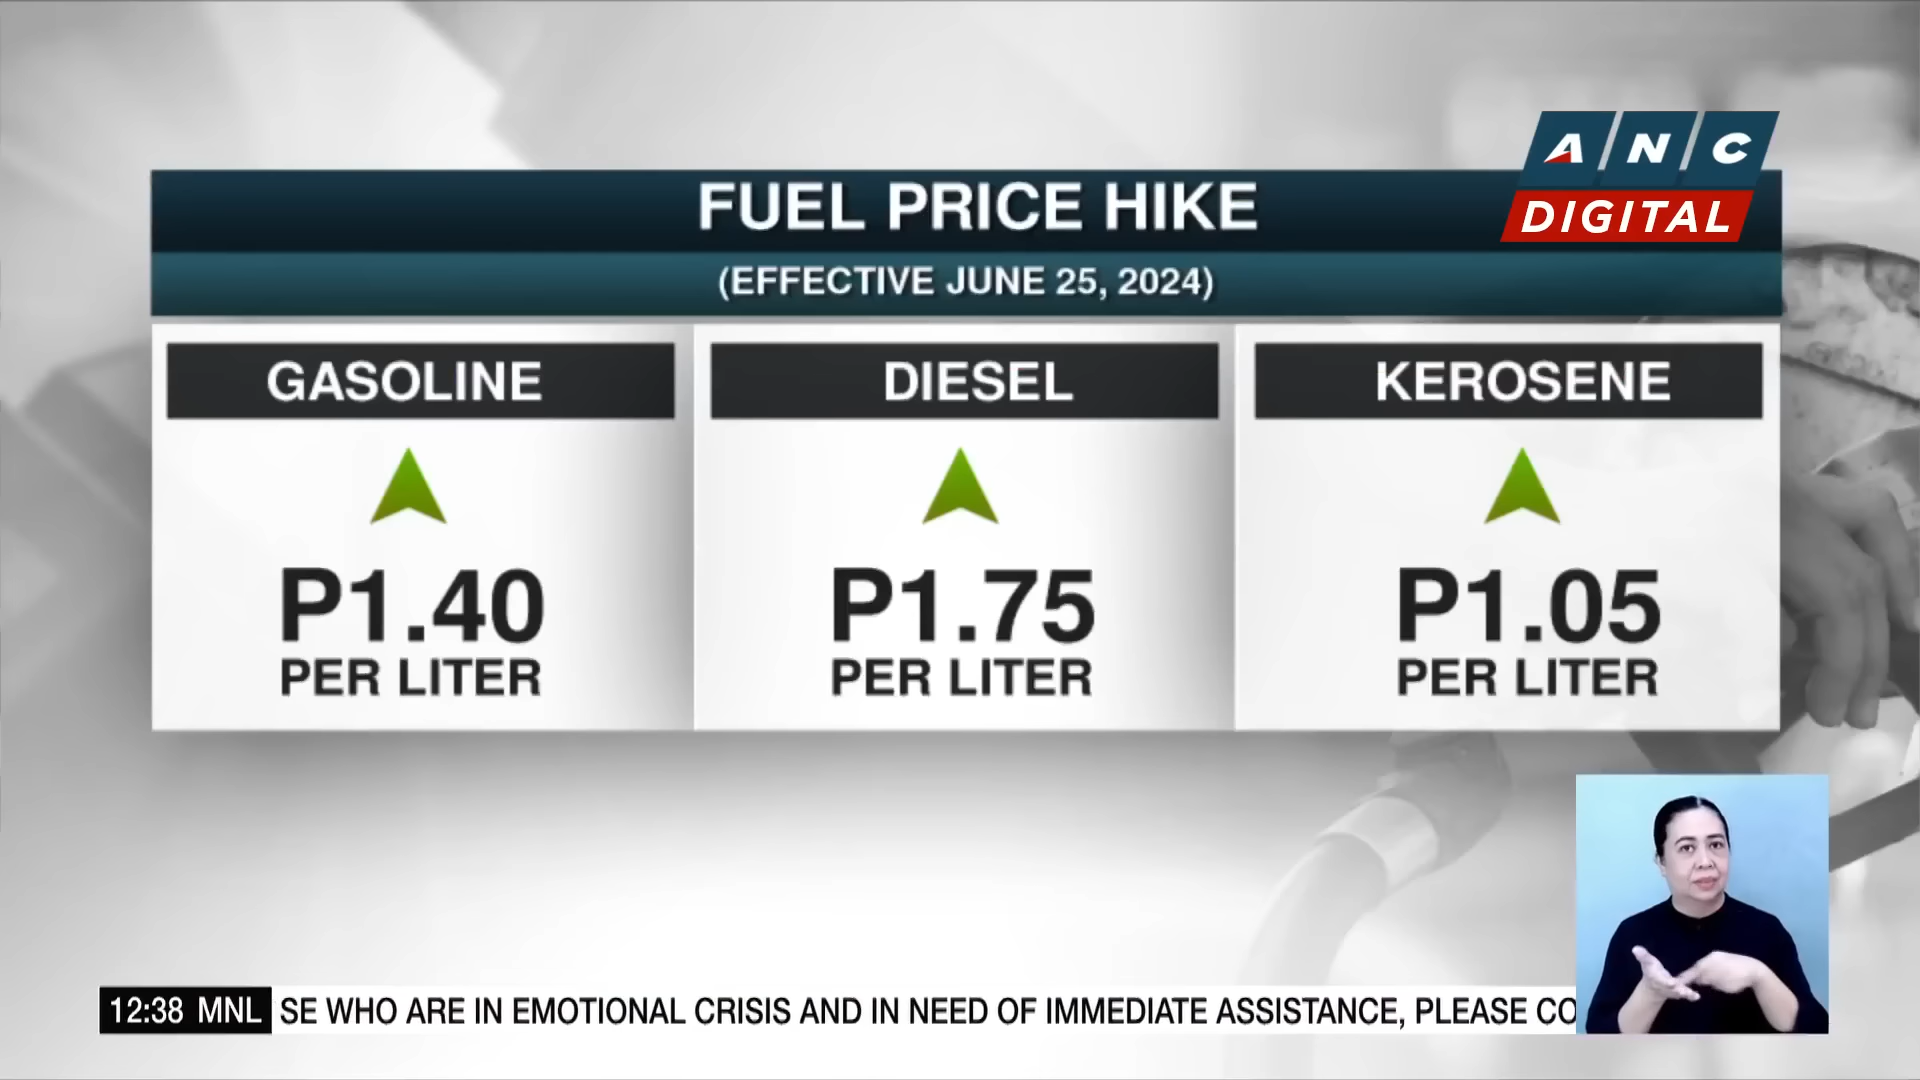 ANC
DIGITAL
FUEL PRICE HIKE
(EFFECTIVE JUNE 25, 2024)
GASOLINE
P1.40
PER LITER
DIESEL
P1.75
PER LITER
KEROSENE
P1.05
PER LITER
12:38 MNL SE WHO ARE IN EMOTIONAL CRISIS AND IN NEED OF IMMEDIATE ASSISTANCE, PLEASE CO